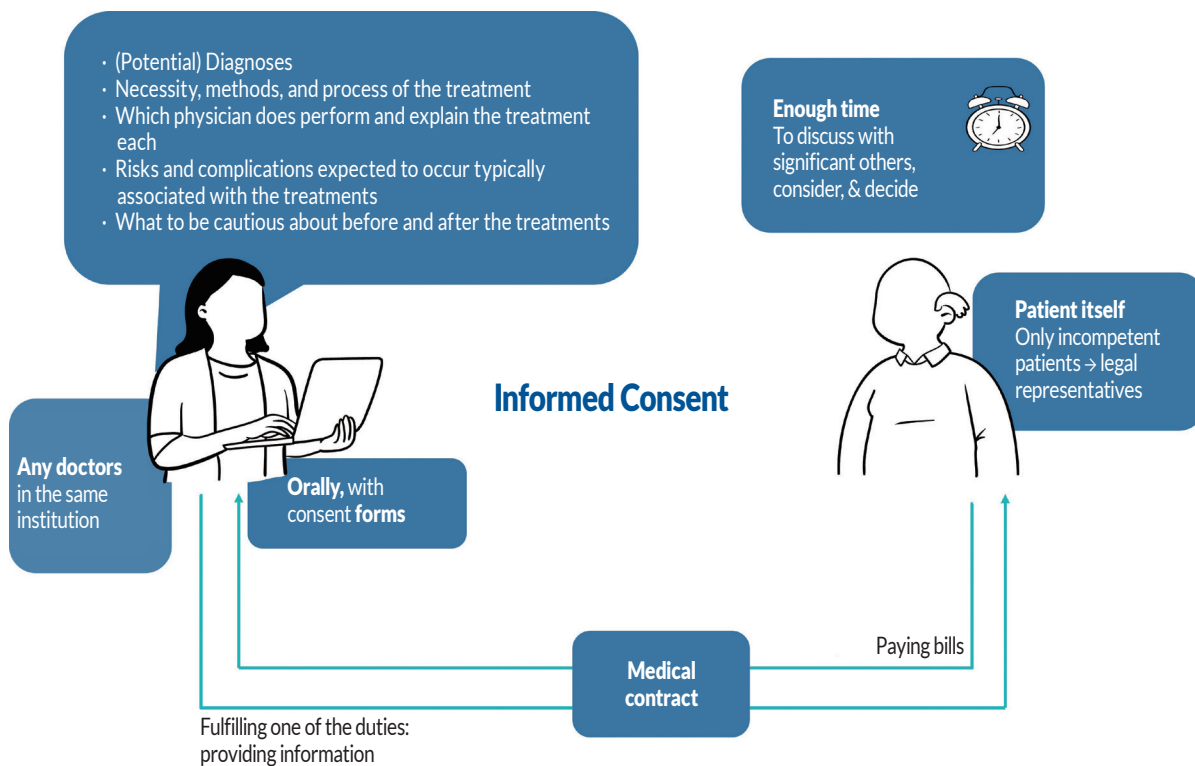 · (Potential) Diagnoses
· Necessity, methods, and process of the treatment
· Which physician does perform and explain the treatment
each
· Risks and complications expected to occur typically
associated with the treatments
· What to be cautious about before and after the treatments
Enough time
To discuss with
significant others,
consider, & decide
Patient itself
Only incompetent
patients → legal
representatives
Informed Consent
Any doctors
in the same
institution
Orally, with
consent forms
Paying bills
Medical
contract
Fulfilling one of the duties:
providing information